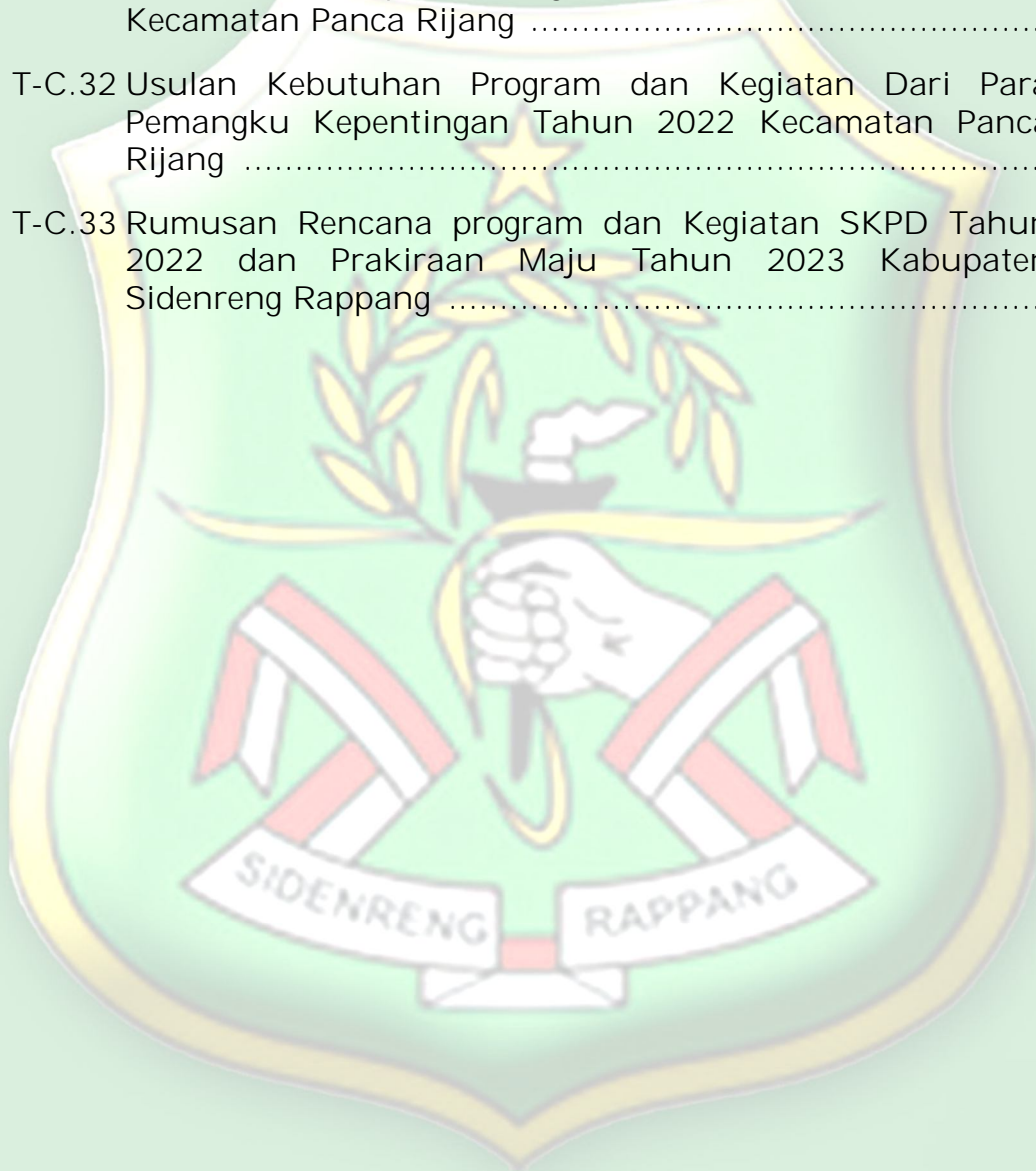 Kecamatan Panca Rijang ......................................................
T-C.32 Usulan Kebutuhan Program dan Kegiatan Dari Para
Pemangku Kepentingan Tahun 2022 Kecamatan Panca
Rijang ......................................................................................
T-C.33 Rumusan Rencana program dan Kegiatan SKPD Tahun
2022 dan Prakiraan Maju Tahun 2023 Kabupaten
Sidenreng Rappang ...............................................................
SIDENRENG RAPPANG